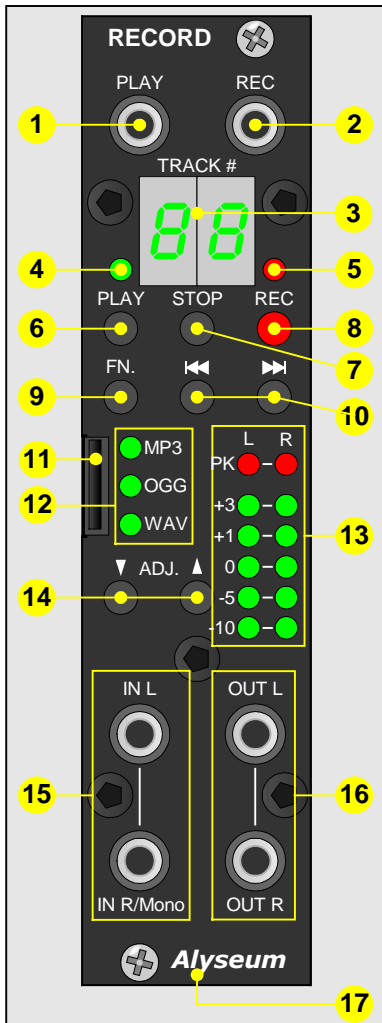 RECORD
PLAY REC
1 2
TRACK #
88 3
4 5
PLAY STOP REC
6 8
7
FN. ⏮ ⏭
9 10
L R
11 MP3 PK
12 OGG +3
WAV +1 13
▼ ADJ. ▲ 0
14 -5
-10
IN L OUT L
15 16
IN R/Mono OUT R
Alyseum
17